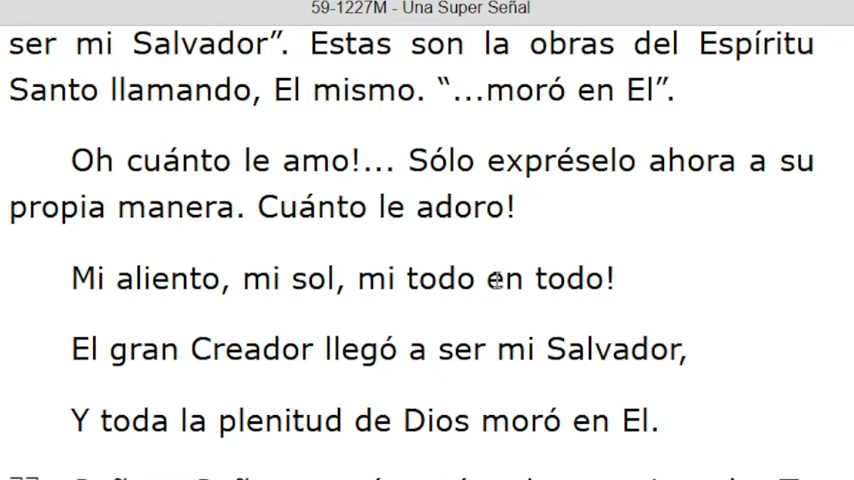 59-1227M - Una Super Señal
ser mi Salvador”. Estas son la obras del Espíritu
Santo llamando, El mismo. “...moró en El”.
Oh cuánto le amo!... Sólo expréselo ahora a su
propia manera. Cuánto le adoro!
Mi aliento, mi sol, mi todo en todo!
El gran Creador llegó a ser mi Salvador,
Y toda la plenitud de Dios moró en El.